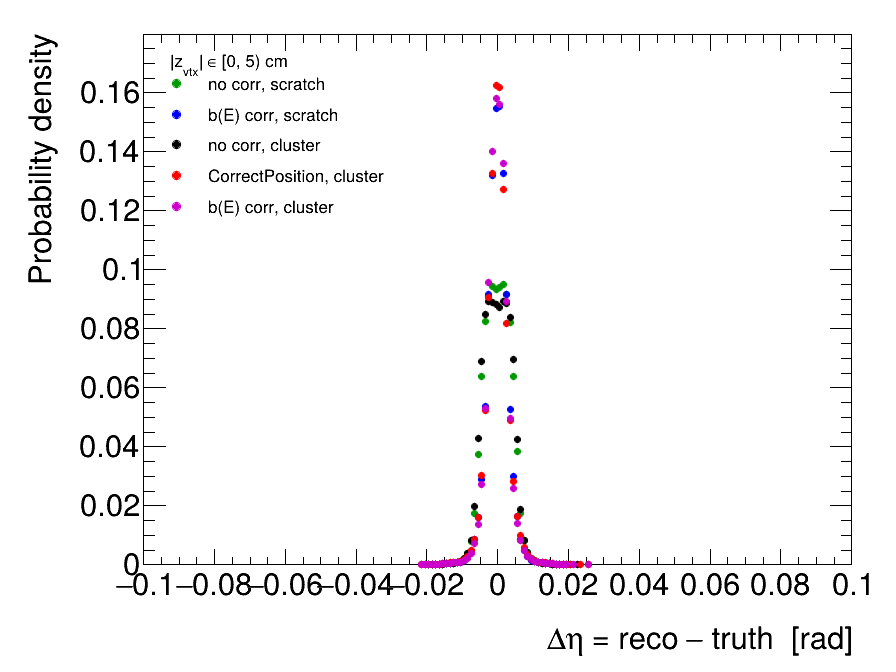 Probability density
|z_vtx| ∈ [0, 5) cm
no corr, scratch
b(E) corr, scratch
no corr, cluster
CorrectPosition, cluster
b(E) corr, cluster
0.16
0.14
0.12
0.1
0.08
0.06
0.04
0.02
0
−0.1 −0.08 −0.06 −0.04 −0.02 0 0.02 0.04 0.06 0.08 0.1
Δη = reco − truth [rad]